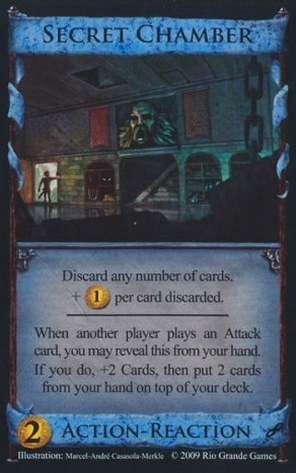 SECRET CHAMBER
Discard any number of cards.
+ 1 per card discarded.
When another player plays an Attack
card, you may reveal this from your hand.
If you do, +2 Cards, then put 2 cards
from your hand on top of your deck.
2 ACTION-REACTION
Illustration: Marcel-André Casasola-Merkle © 2009 Rio Grande Games